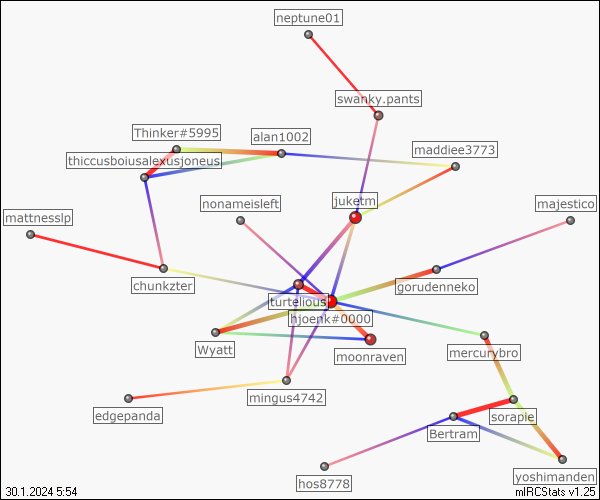 neptune01
swanky.pants
Thinker#5995
alan1002
maddiee3773
thiccusboiusalexusjoneus
nonameisleft
juketm
majestico
mattnesslp
chunkzter
gorudenneko
turtelious
hjoenk#0000
Wyatt
moonraven
mercurybro
mingus4742
edgepanda
sorapie
Bertram
hos8778
yoshimanden
30.1.2024 5:54
mIRCStats v1.25